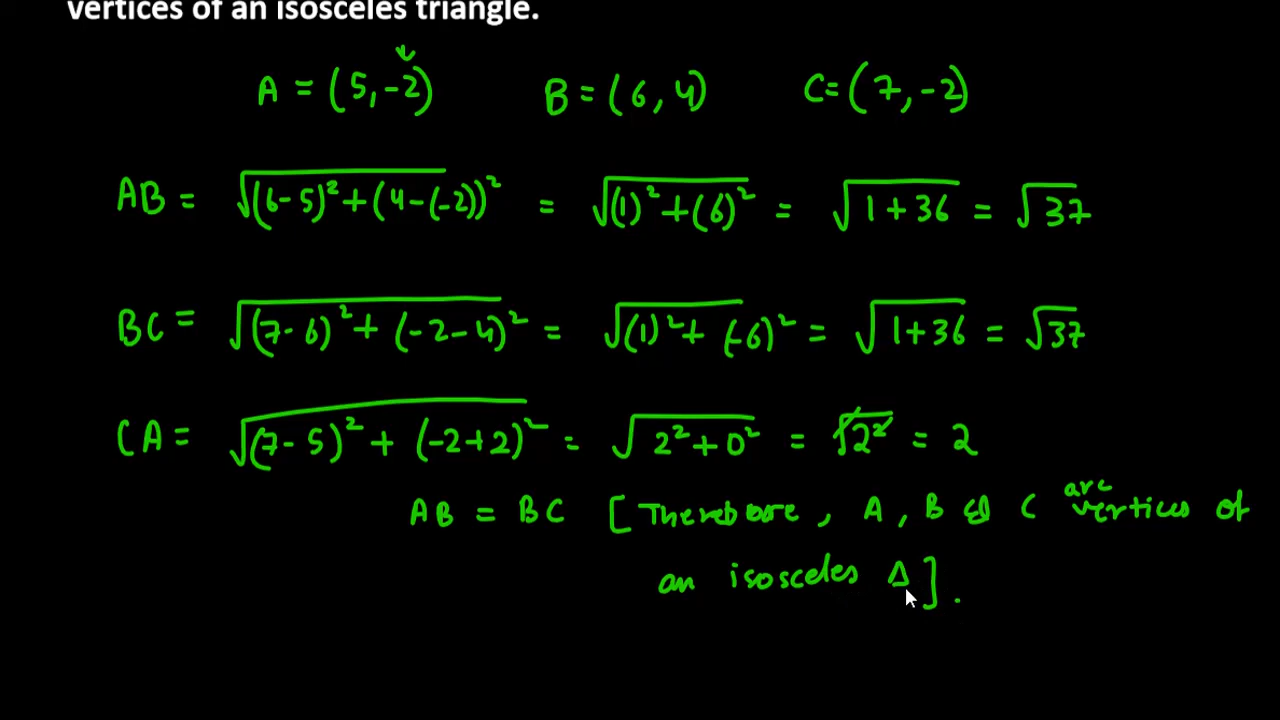 vertices of an isosceles triangle.
A = (5, -2) B = (6, 4) C = (7, -2)
AB = √(6-5)² + (4-(-2))² = √(1)² + (6)² = √1+36 = √37
BC = √(7-6)² + (-2-4)² = √(1)² + (-6)² = √1+36 = √37
CA = √(7-5)² + (-2+2)² = √2² + 0² = √2² = 2
AB = BC [Therefore, A, B & C are vertices of
an isosceles Δ].